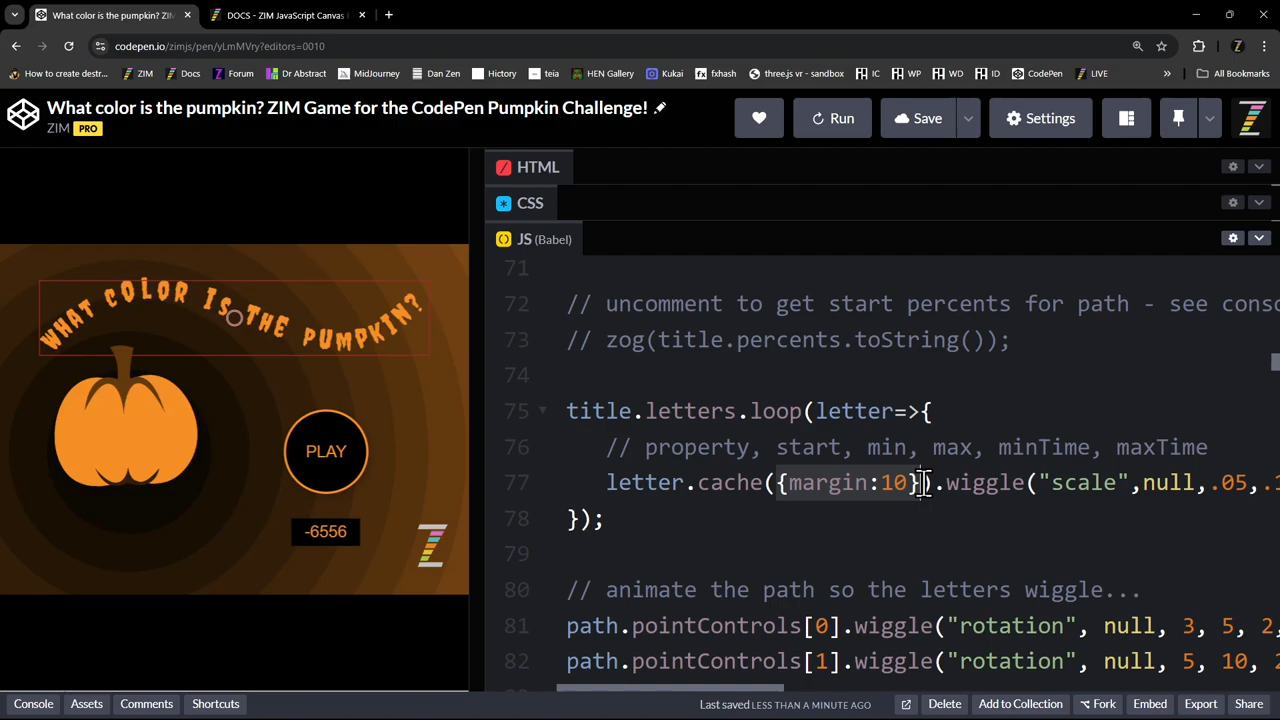 What color is the pumpkin? ZIM
DOCS - ZIM JavaScript Canvas
codepen.io/zimjs/pen/yLmMVry?editors=0010
How to create destr...
ZIM
Docs
Forum
Dr Abstract
MidJourney
Dan Zen
Hictory
teia
HEN Gallery
Kukai
fxhash
three.js vr - sandbox
IC
WP
WD
ID
CodePen
LIVE
»
All Bookmarks
What color is the pumpkin? ZIM Game for the CodePen Pumpkin Challenge!
ZIM PRO
Run
Save
Settings
HTML
CSS
JS (Babel)
WHAT COLOR IS THE PUMPKIN?
PLAY
-6556
71
72 // uncomment to get start percents for path - see conso
73 // zog(title.percents.toString());
74
75 title.letters.loop(letter=>{
76 // property, start, min, max, minTime, maxTime
77 letter.cache({margin:10}).wiggle("scale",null,.05,.1
78 });
79
80 // animate the path so the letters wiggle...
81 path.pointControls[0].wiggle("rotation", null, 3, 5, 2,
82 path.pointControls[1].wiggle("rotation", null, 5, 10, 2
Console
Assets
Comments
Shortcuts
Last saved LESS THAN A MINUTE AGO
Delete
Add to Collection
Fork
Embed
Export
Share